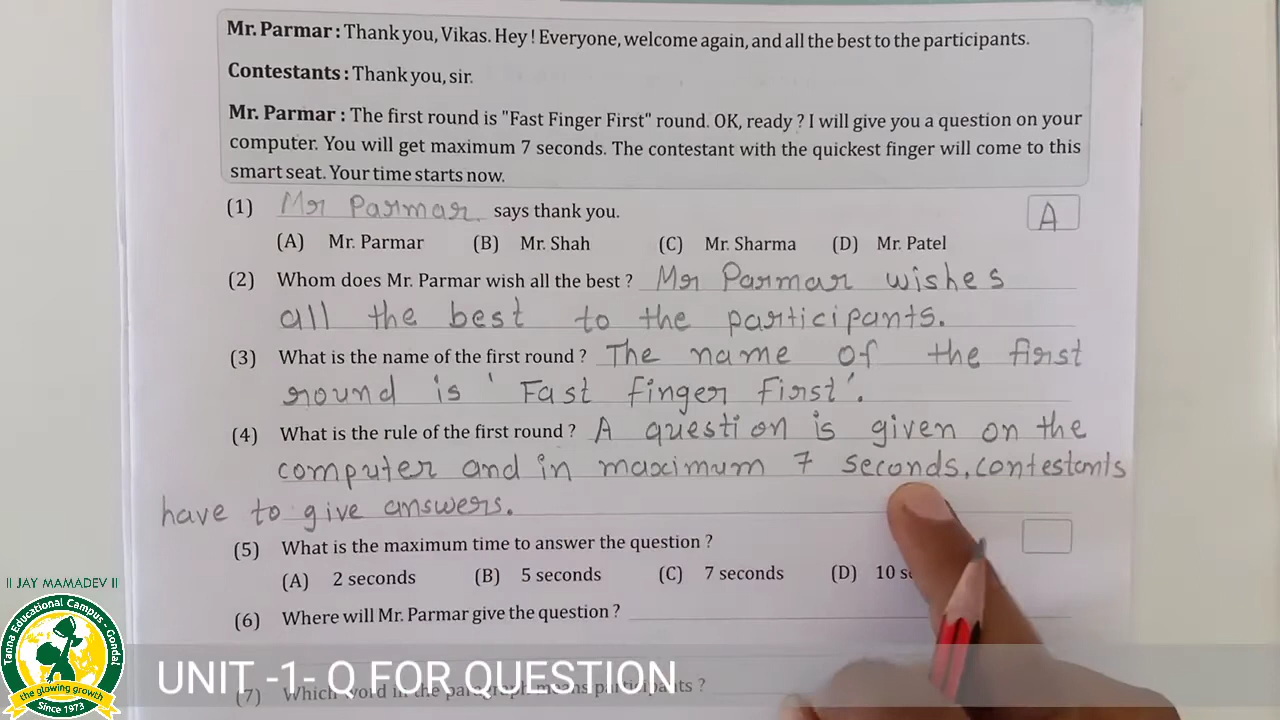 Mr. Parmar : Thank you, Vikas. Hey ! Everyone, welcome again, and all the best to the participants.
Contestants : Thank you, sir.
Mr. Parmar : The first round is "Fast Finger First" round. OK, ready ? I will give you a question on your
computer. You will get maximum 7 seconds. The contestant with the quickest finger will come to this
smart seat. Your time starts now.
(1) Mr Parmar. says thank you. A
(A) Mr. Parmar (B) Mr. Shah (C) Mr. Sharma (D) Mr. Patel
(2) Whom does Mr. Parmar wish all the best ? Mr Parmar wishes
all the best to the participants.
(3) What is the name of the first round ? The name of the first
round is ' Fast finger First'.
(4) What is the rule of the first round ? A question is given on the
computer and in maximum 7 seconds, contestants
have to give answers.
(5) What is the maximum time to answer the question ?
(A) 2 seconds (B) 5 seconds (C) 7 seconds (D) 10
(6) Where will Mr. Parmar give the question ?
(7) Which word in the paragraph means participants ?
|| JAY MAMADEV ||
Tanna Educational Campus - Gondal
the glowing growth
Since 1973
UNIT -1- Q FOR QUESTION